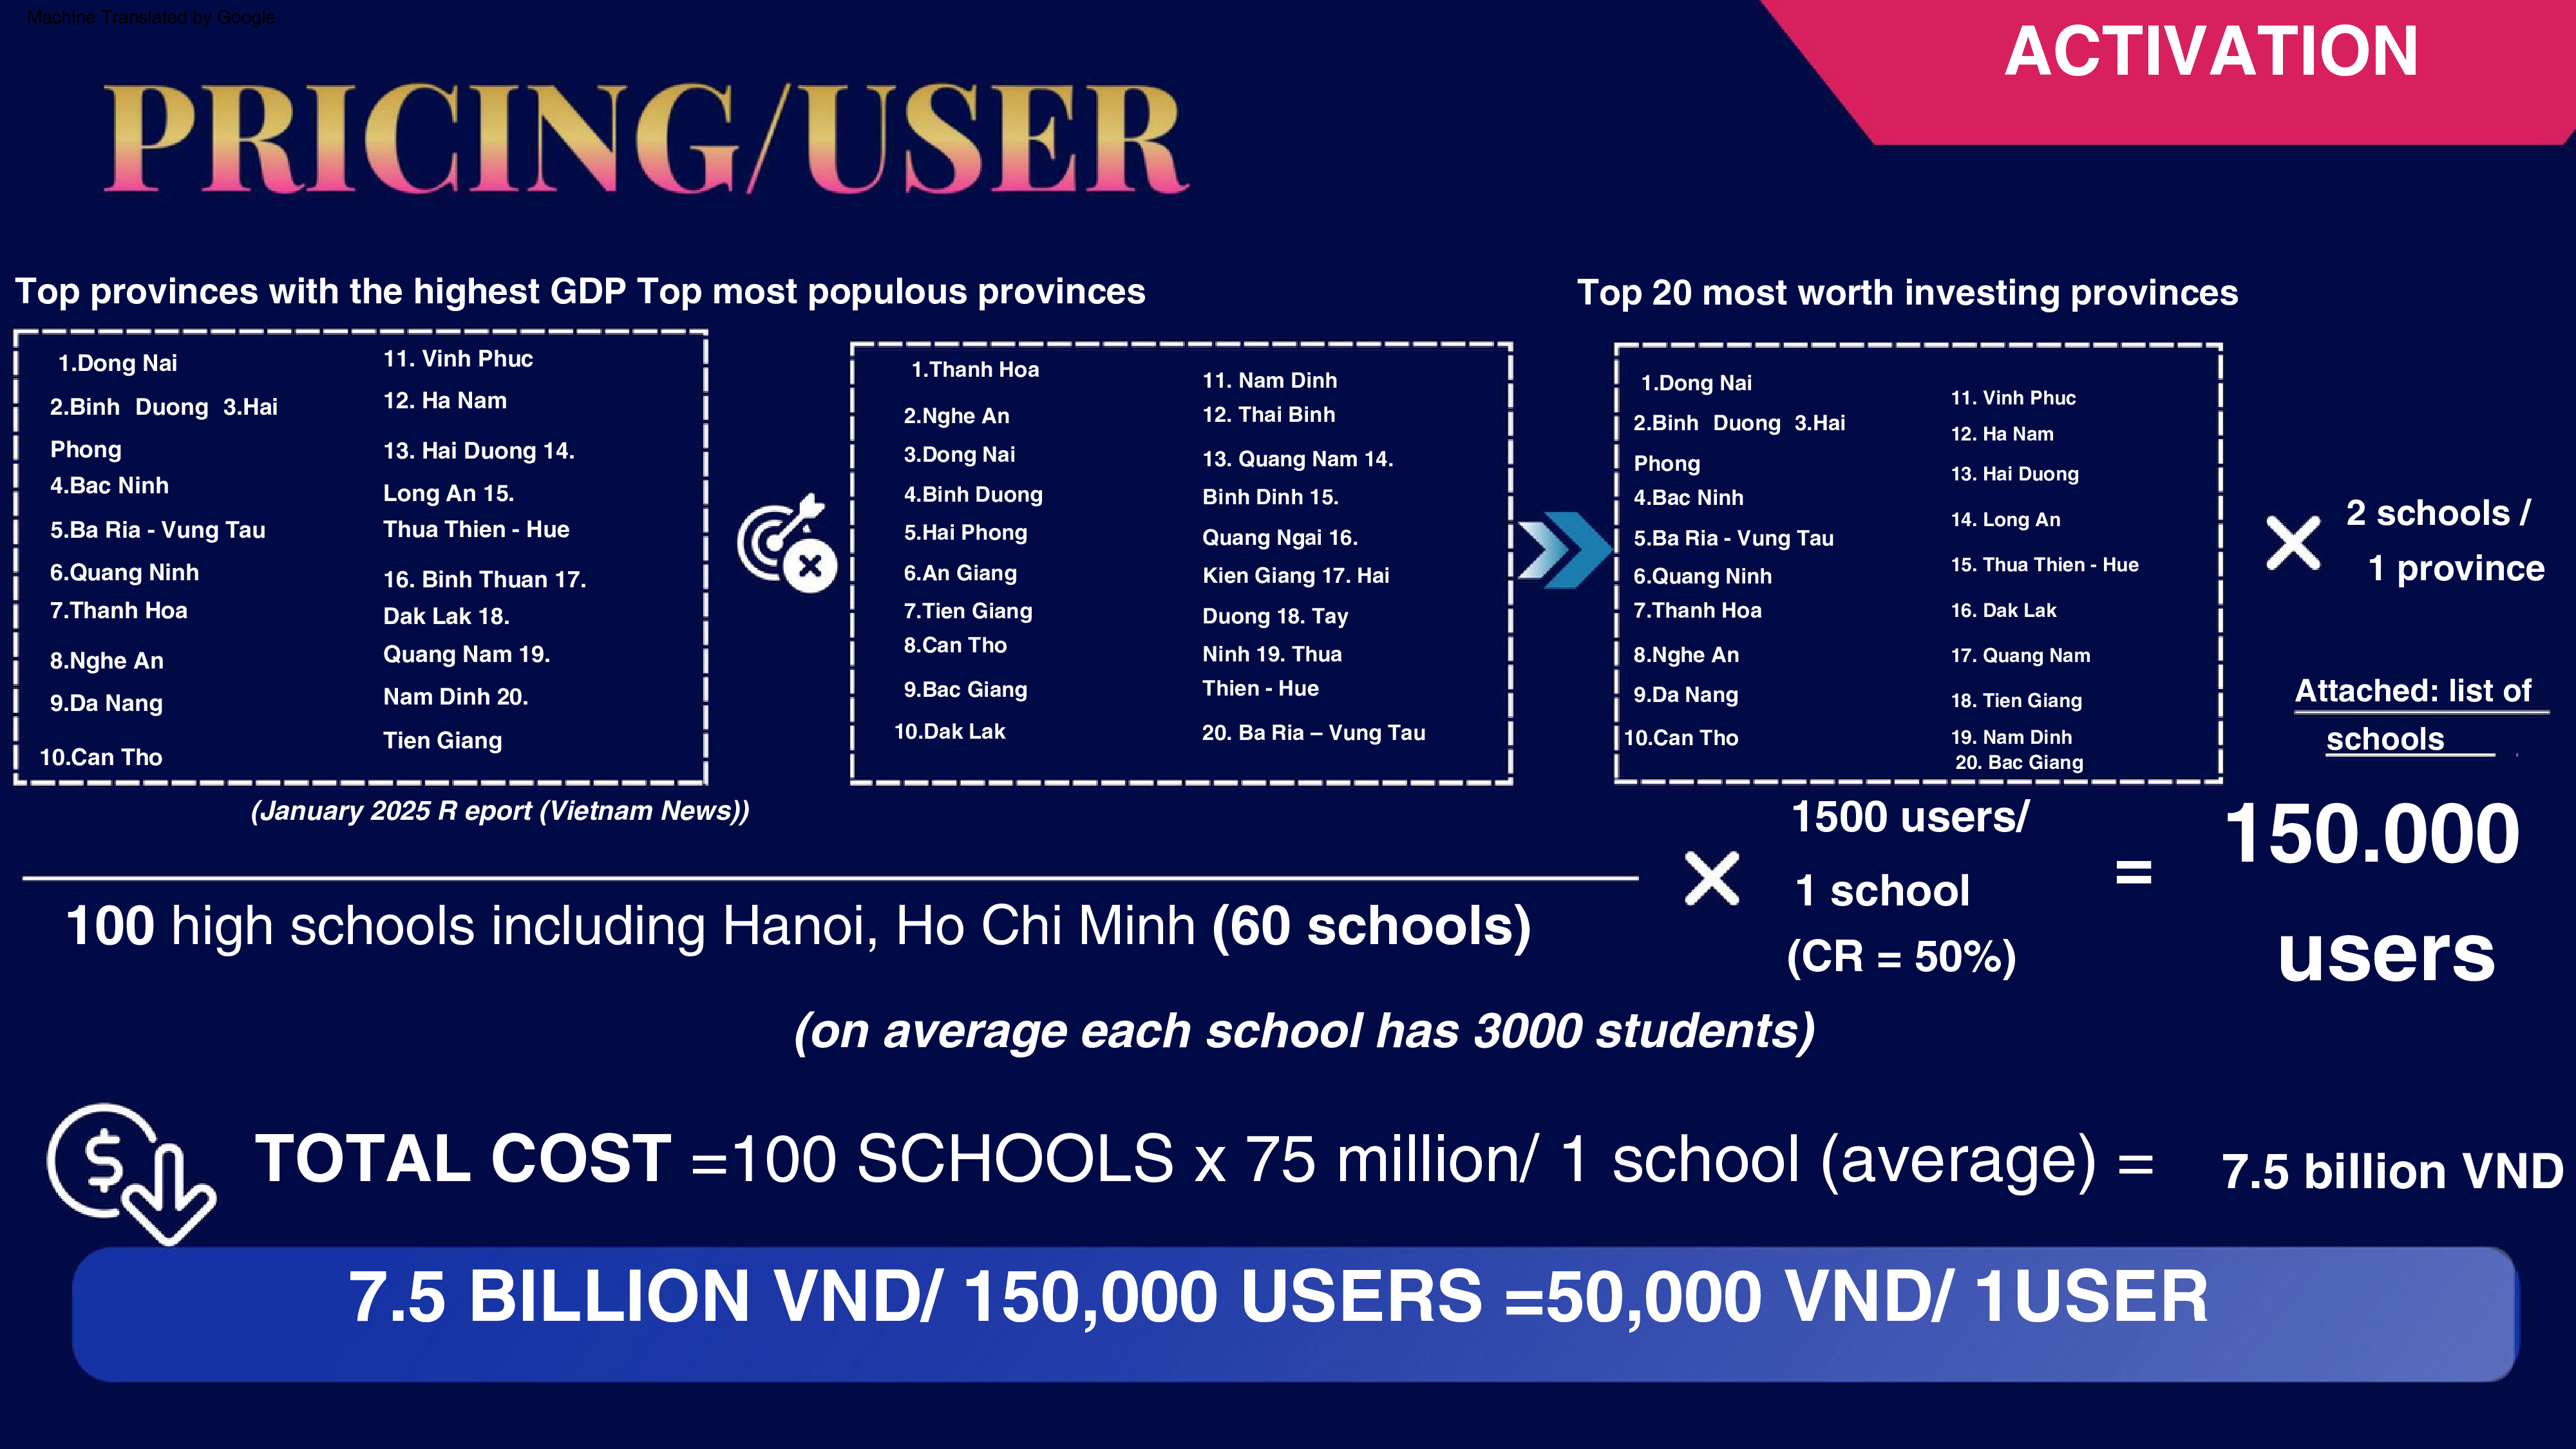 Machine Translated by Google
ACTIVATION
PRICING/USER
Top provinces with the highest GDP Top most populous provinces
Top 20 most worth investing provinces
1.Dong Nai
2.Binh Duong 3.Hai
Phong
4.Bac Ninh
5.Ba Ria - Vung Tau
6.Quang Ninh
7.Thanh Hoa
8.Nghe An
9.Da Nang
10.Can Tho
11. Vinh Phuc
12. Ha Nam
13. Hai Duong 14.
Long An 15.
Thua Thien - Hue
16. Binh Thuan 17.
Dak Lak 18.
Quang Nam 19.
Nam Dinh 20.
Tien Giang
1.Thanh Hoa
2.Nghe An
3.Dong Nai
4.Binh Duong
5.Hai Phong
6.An Giang
7.Tien Giang
8.Can Tho
9.Bac Giang
10.Dak Lak
11. Nam Dinh
12. Thai Binh
13. Quang Nam 14.
Binh Dinh 15.
Quang Ngai 16.
Kien Giang 17. Hai
Duong 18. Tay
Ninh 19. Thua
Thien - Hue
20. Ba Ria – Vung Tau
1.Dong Nai
2.Binh Duong 3.Hai
Phong
4.Bac Ninh
5.Ba Ria - Vung Tau
6.Quang Ninh
7.Thanh Hoa
8.Nghe An
9.Da Nang
10.Can Tho
11. Vinh Phuc
12. Ha Nam
13. Hai Duong
14. Long An
15. Thua Thien - Hue
16. Dak Lak
17. Quang Nam
18. Tien Giang
19. Nam Dinh
20. Bac Giang
2 schools /
1 province
Attached: list of
schools
(January 2025 R eport (Vietnam News))
100 high schools including Hanoi, Ho Chi Minh (60 schools)
1500 users/
1 school
(CR = 50%)
=
150.000
users
(on average each school has 3000 students)
TOTAL COST =100 SCHOOLS x 75 million/ 1 school (average) = 7.5 billion VND
7.5 BILLION VND/ 150,000 USERS =50,000 VND/ 1USER